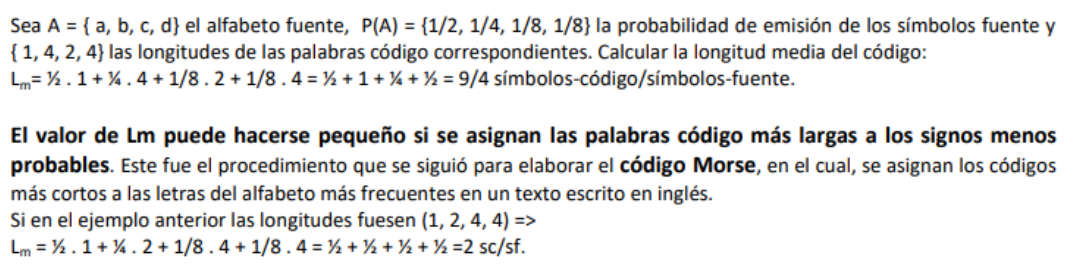 Sea A = { a, b, c, d} el alfabeto fuente, P(A) = {1/2, 1/4, 1/8, 1/8} la probabilidad de emisión de los símbolos fuente y
{ 1, 4, 2, 4} las longitudes de las palabras código correspondientes. Calcular la longitud media del código:
Lm= ½ . 1 + ¼ . 4 + 1/8 . 2 + 1/8 . 4 = ½ + 1 + ¼ + ½ = 9/4 símbolos-código/símbolos-fuente.
El valor de Lm puede hacerse pequeño si se asignan las palabras código más largas a los signos menos
probables. Este fue el procedimiento que se siguió para elaborar el código Morse, en el cual, se asignan los códigos
más cortos a las letras del alfabeto más frecuentes en un texto escrito en inglés.
Si en el ejemplo anterior las longitudes fuesen (1, 2, 4, 4) =>
Lm = ½ . 1 + ¼ . 2 + 1/8 . 4 + 1/8 . 4 = ½ + ½ + ½ + ½ =2 sc/sf.